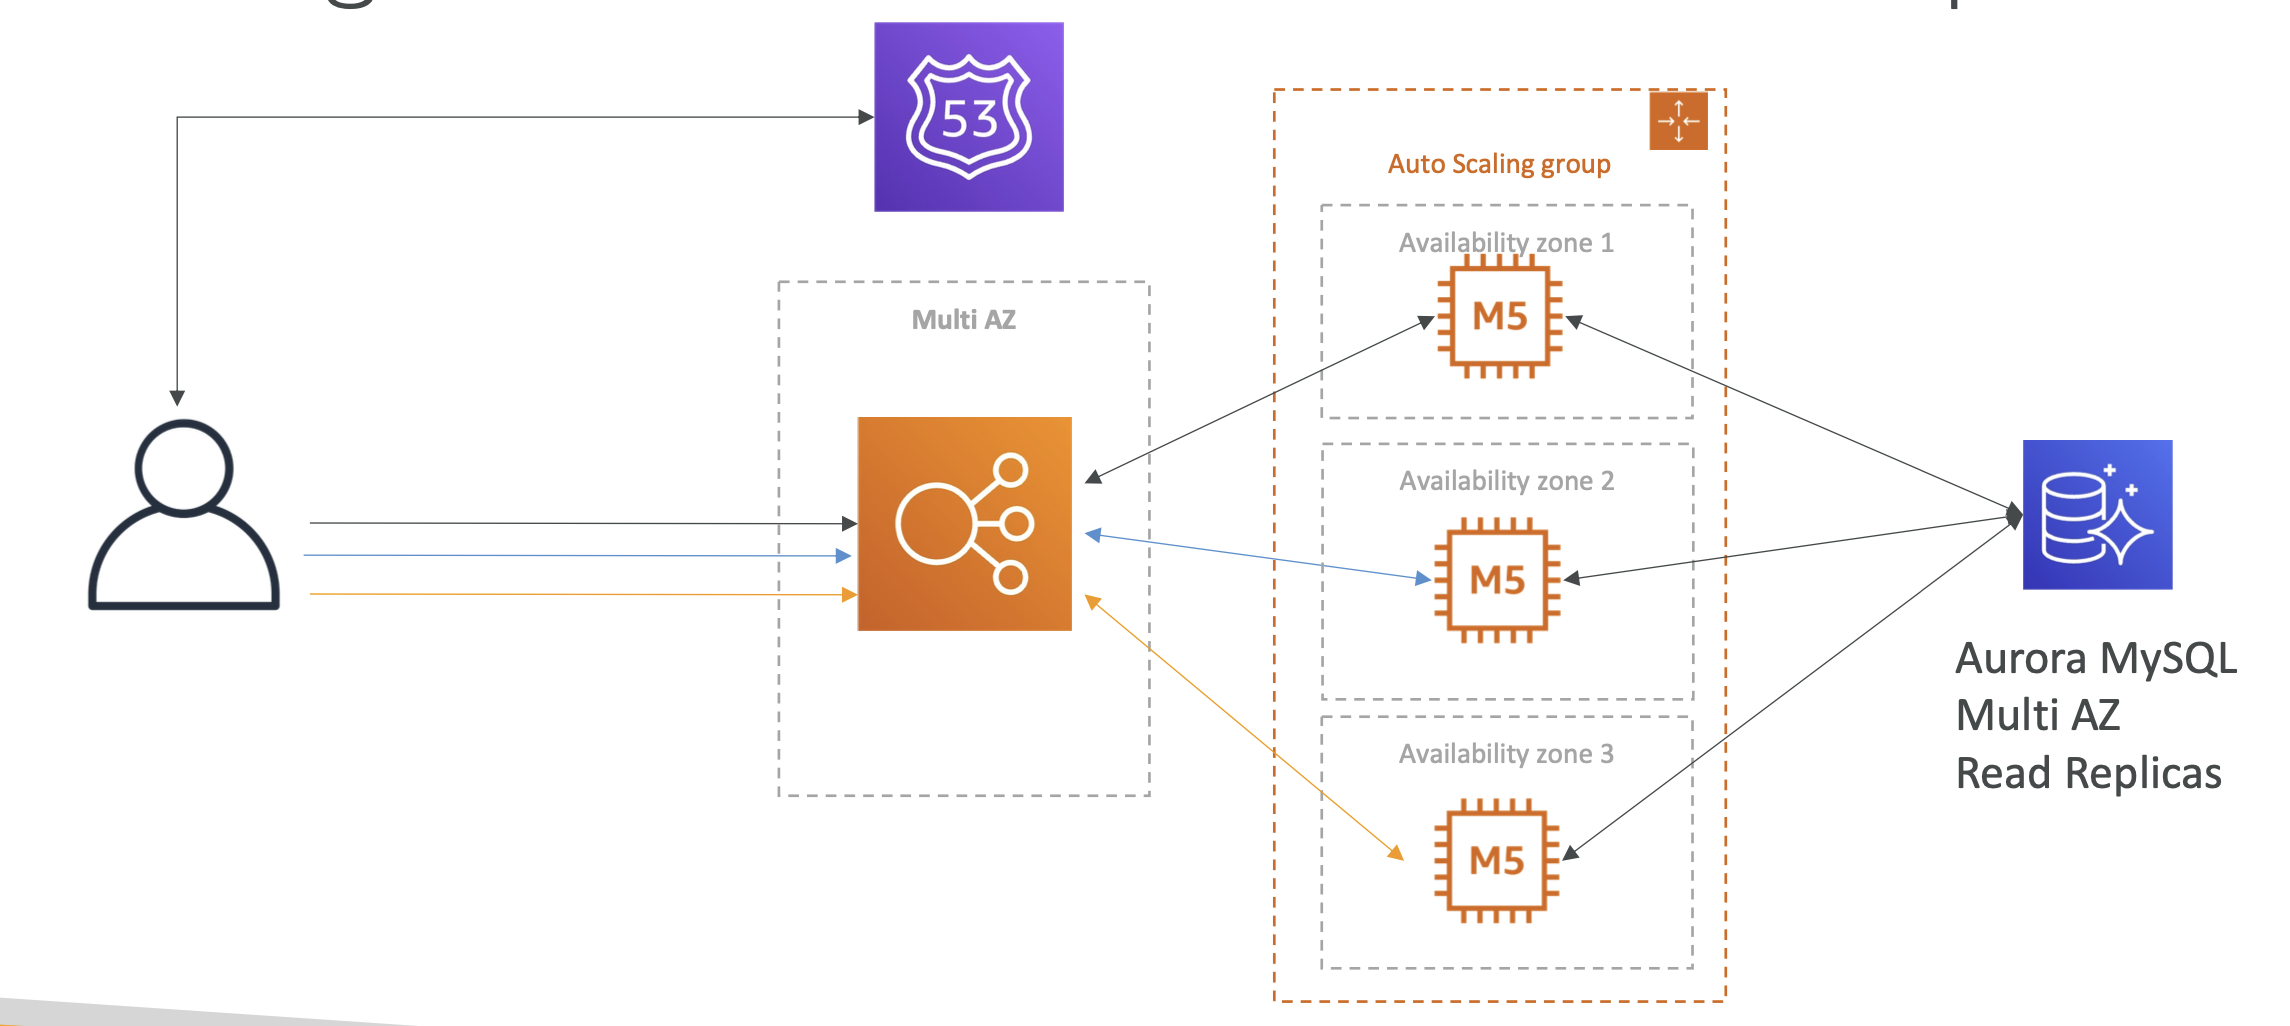 53
Auto Scaling group
Availability zone 1
M5
Multi AZ
Availability zone 2
M5
Availability zone 3
M5
Aurora MySQL
Multi AZ
Read Replicas